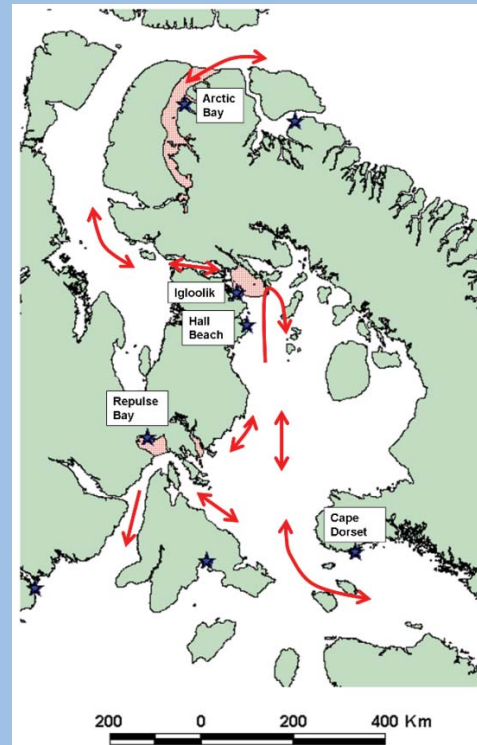 Arctic
Bay
Igloolik
Hall
Beach
Repulse
Bay
Cape
Dorset
200 0 200 400 Km